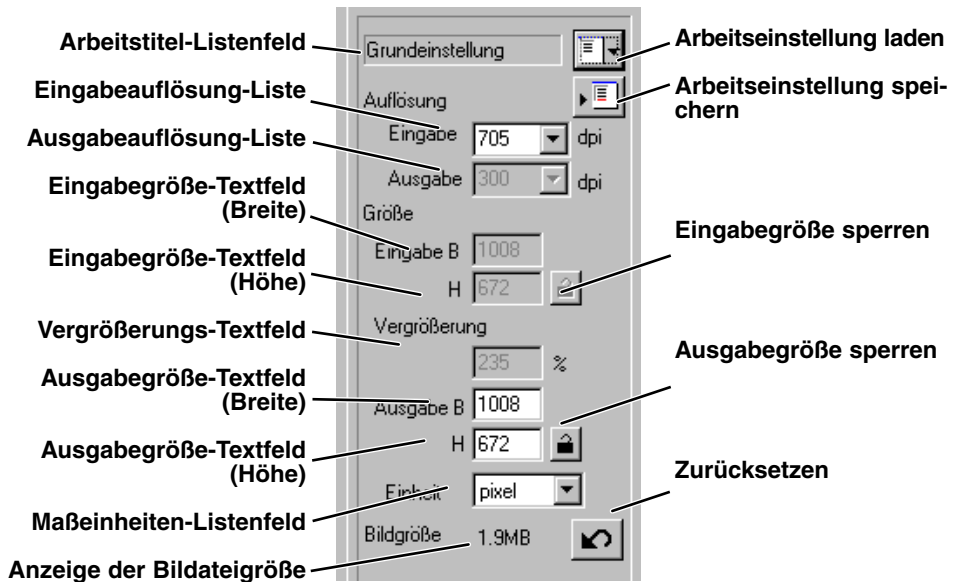 Arbeitstitel-Listenfeld
Eingabeauflösung-Liste
Ausgabeauflösung-Liste
Eingabegröße-Textfeld
(Breite)
Eingabegröße-Textfeld
(Höhe)
Vergrößerungs-Textfeld
Ausgabegröße-Textfeld
(Breite)
Ausgabegröße-Textfeld
(Höhe)
Maßeinheiten-Listenfeld
Anzeige der Bildateigröße
Grundeinstellung
Auflösung
Eingabe 705 dpi
Ausgabe 300 dpi
Größe
Eingabe B 1008
H 672
Vergrößerung
235 %
Ausgabe B 1008
H 672
Einheit pixel
Bildgröße 1.9MB
Arbeitseinstellung laden
Arbeitseinstellung spei-
chern
Eingabegröße sperren
Ausgabegröße sperren
Zurücksetzen